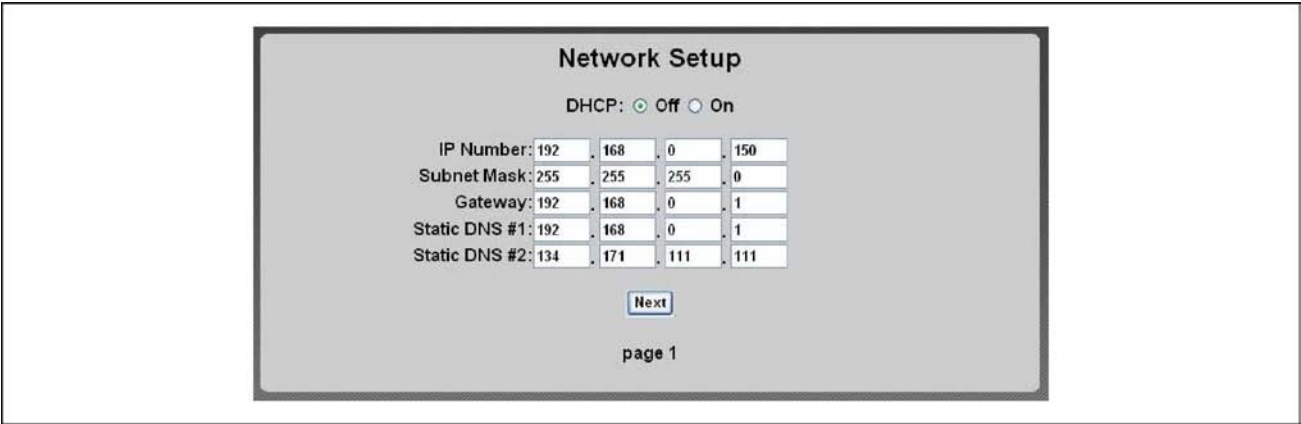 Network Setup
DHCP: Off On
IP Number: 192 . 168 . 0 . 150
Subnet Mask: 255 . 255 . 255 . 0
Gateway: 192 . 168 . 0 . 1
Static DNS #1: 192 . 168 . 0 . 1
Static DNS #2: 134 . 171 . 111 . 111
Next
page 1